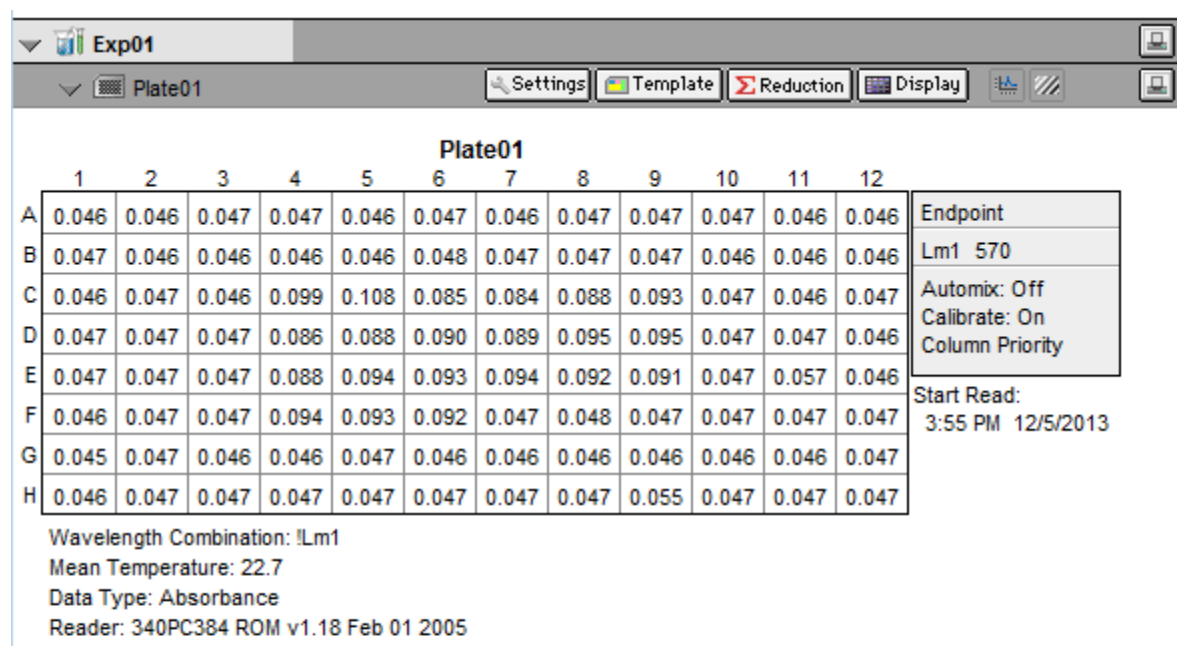 Exp01
Plate01 Settings Template Reduction Display
Plate01
1 2 3 4 5 6 7 8 9 10 11 12
A 0.046 0.046 0.047 0.047 0.046 0.047 0.046 0.047 0.047 0.047 0.046 0.046
B 0.047 0.046 0.046 0.046 0.046 0.048 0.047 0.047 0.047 0.046 0.046 0.046
C 0.046 0.047 0.046 0.099 0.108 0.085 0.084 0.088 0.093 0.047 0.046 0.047
D 0.047 0.047 0.047 0.086 0.088 0.090 0.089 0.095 0.095 0.047 0.047 0.046
E 0.047 0.047 0.047 0.088 0.094 0.093 0.094 0.092 0.091 0.047 0.057 0.046
F 0.046 0.047 0.047 0.094 0.093 0.092 0.047 0.048 0.047 0.047 0.047 0.047
G 0.045 0.047 0.046 0.046 0.047 0.046 0.046 0.046 0.046 0.046 0.046 0.047
H 0.046 0.047 0.047 0.047 0.047 0.047 0.047 0.047 0.055 0.047 0.047 0.047
Endpoint
Lm1 570
Automix: Off
Calibrate: On
Column Priority
Start Read:
3:55 PM 12/5/2013
Wavelength Combination: !Lm1
Mean Temperature: 22.7
Data Type: Absorbance
Reader: 340PC384 ROM v1.18 Feb 01 2005